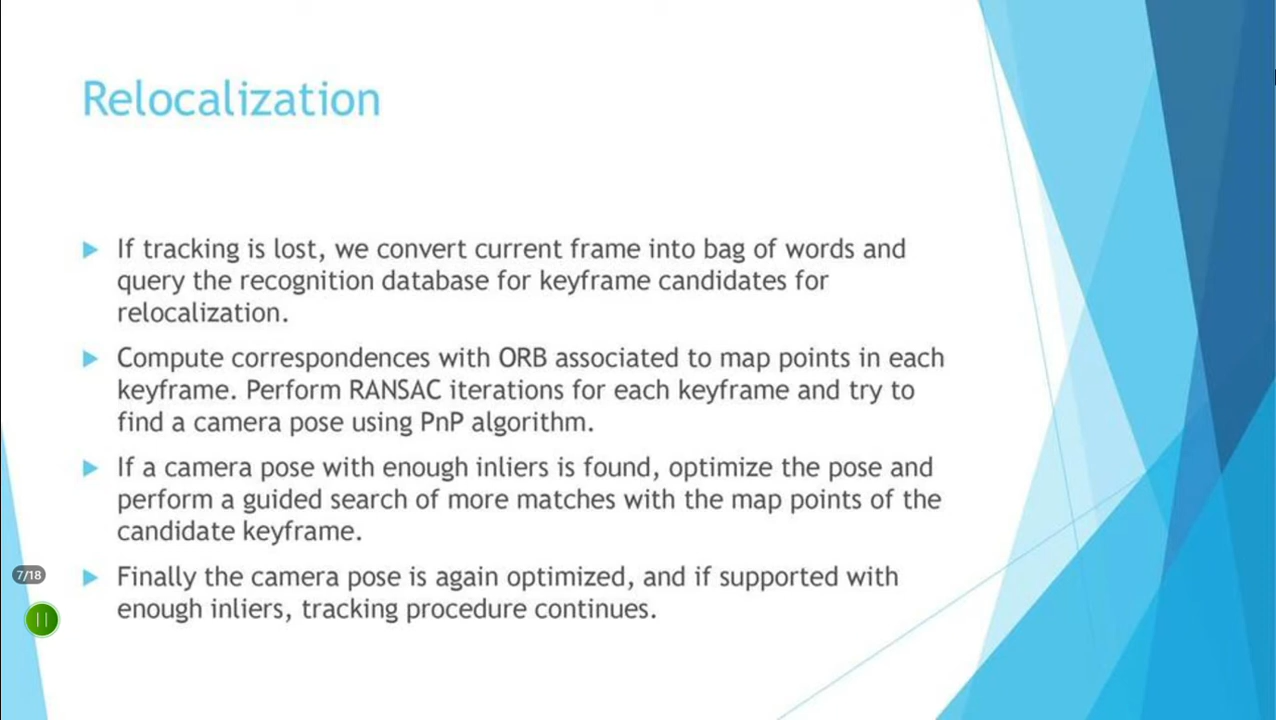 Relocalization
If tracking is lost, we convert current frame into bag of words and
query the recognition database for keyframe candidates for
relocalization.
Compute correspondences with ORB associated to map points in each
keyframe. Perform RANSAC iterations for each keyframe and try to
find a camera pose using PnP algorithm.
If a camera pose with enough inliers is found, optimize the pose and
perform a guided search of more matches with the map points of the
candidate keyframe.
7/18
Finally the camera pose is again optimized, and if supported with
enough inliers, tracking procedure continues.